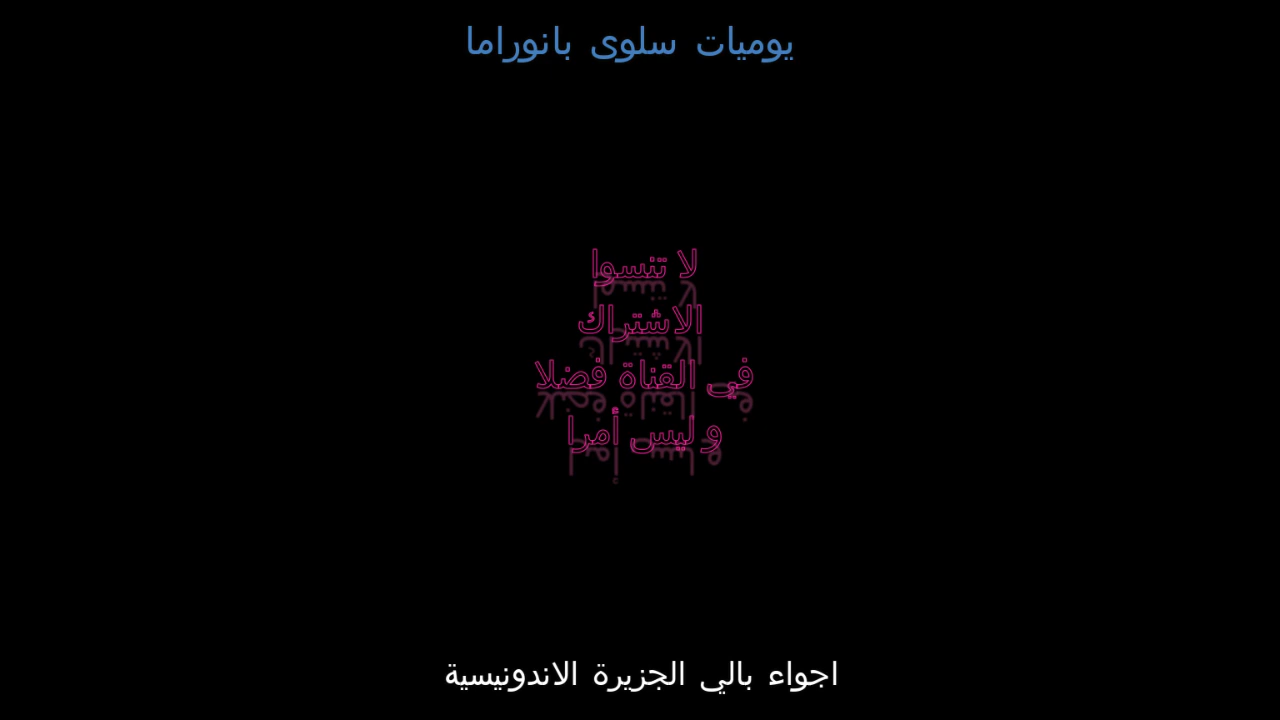 يوميات سلوى بانوراما
لا تنسوا
الاشتراك
في القناة فضلا
و ليس أمرا
اجواء بالي الجزيرة الاندونيسية